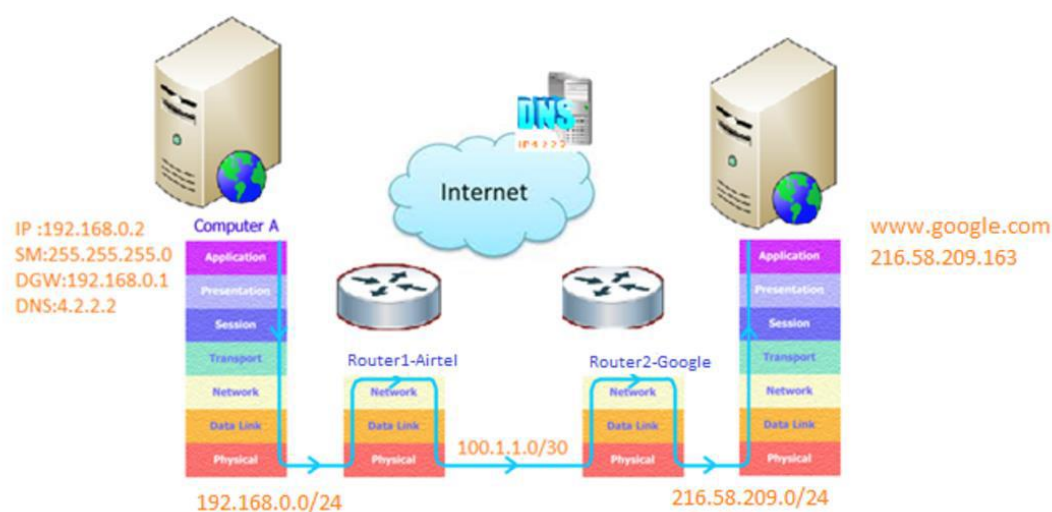 DNS
IP4.2.2.2
Internet
IP :192.168.0.2
SM:255.255.255.0
DGW:192.168.0.1
DNS:4.2.2.2
Computer A
Application
Presentation
Session
Transport
Network
Data Link
Physical
192.168.0.0/24
Router1-Airtel
Network
Data Link
Physical
100.1.1.0/30
Router2-Google
Network
Data Link
Physical
216.58.209.0/24
www.google.com
216.58.209.163
Application
Presentation
Session
Transport
Network
Data Link
Physical